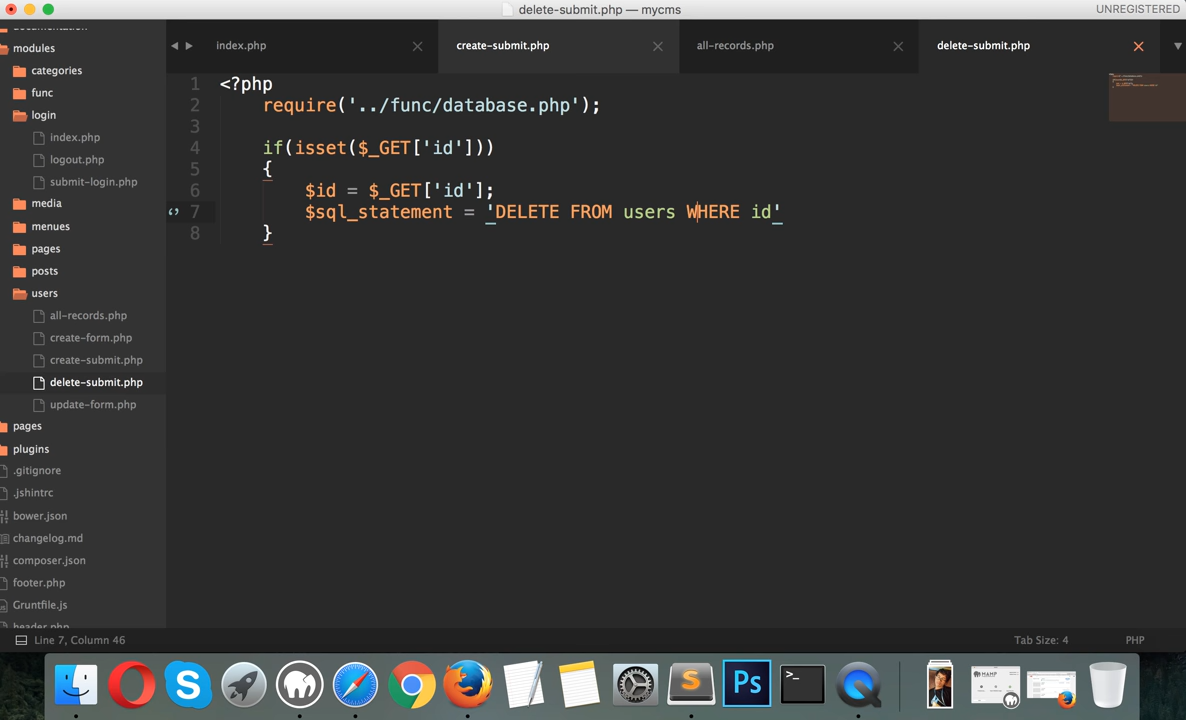 delete-submit.php — mycms
UNREGISTERED
documentation
modules
categories
func
login
index.php
logout.php
submit-login.php
media
menues
pages
posts
users
all-records.php
create-form.php
create-submit.php
delete-submit.php
update-form.php
pages
plugins
.gitignore
.jshintrc
bower.json
changelog.md
composer.json
footer.php
Gruntfile.js
header.php
index.php
create-submit.php
all-records.php
delete-submit.php
1 <?php
2 require('../func/database.php');
3
4 if(isset($_GET['id']))
5 {
6 $id = $_GET['id'];
7 $sql_statement = 'DELETE FROM users WHERE id'
8 }
Line 7, Column 46
Tab Size: 4
PHP
S
S
Ps
>_
MAMP